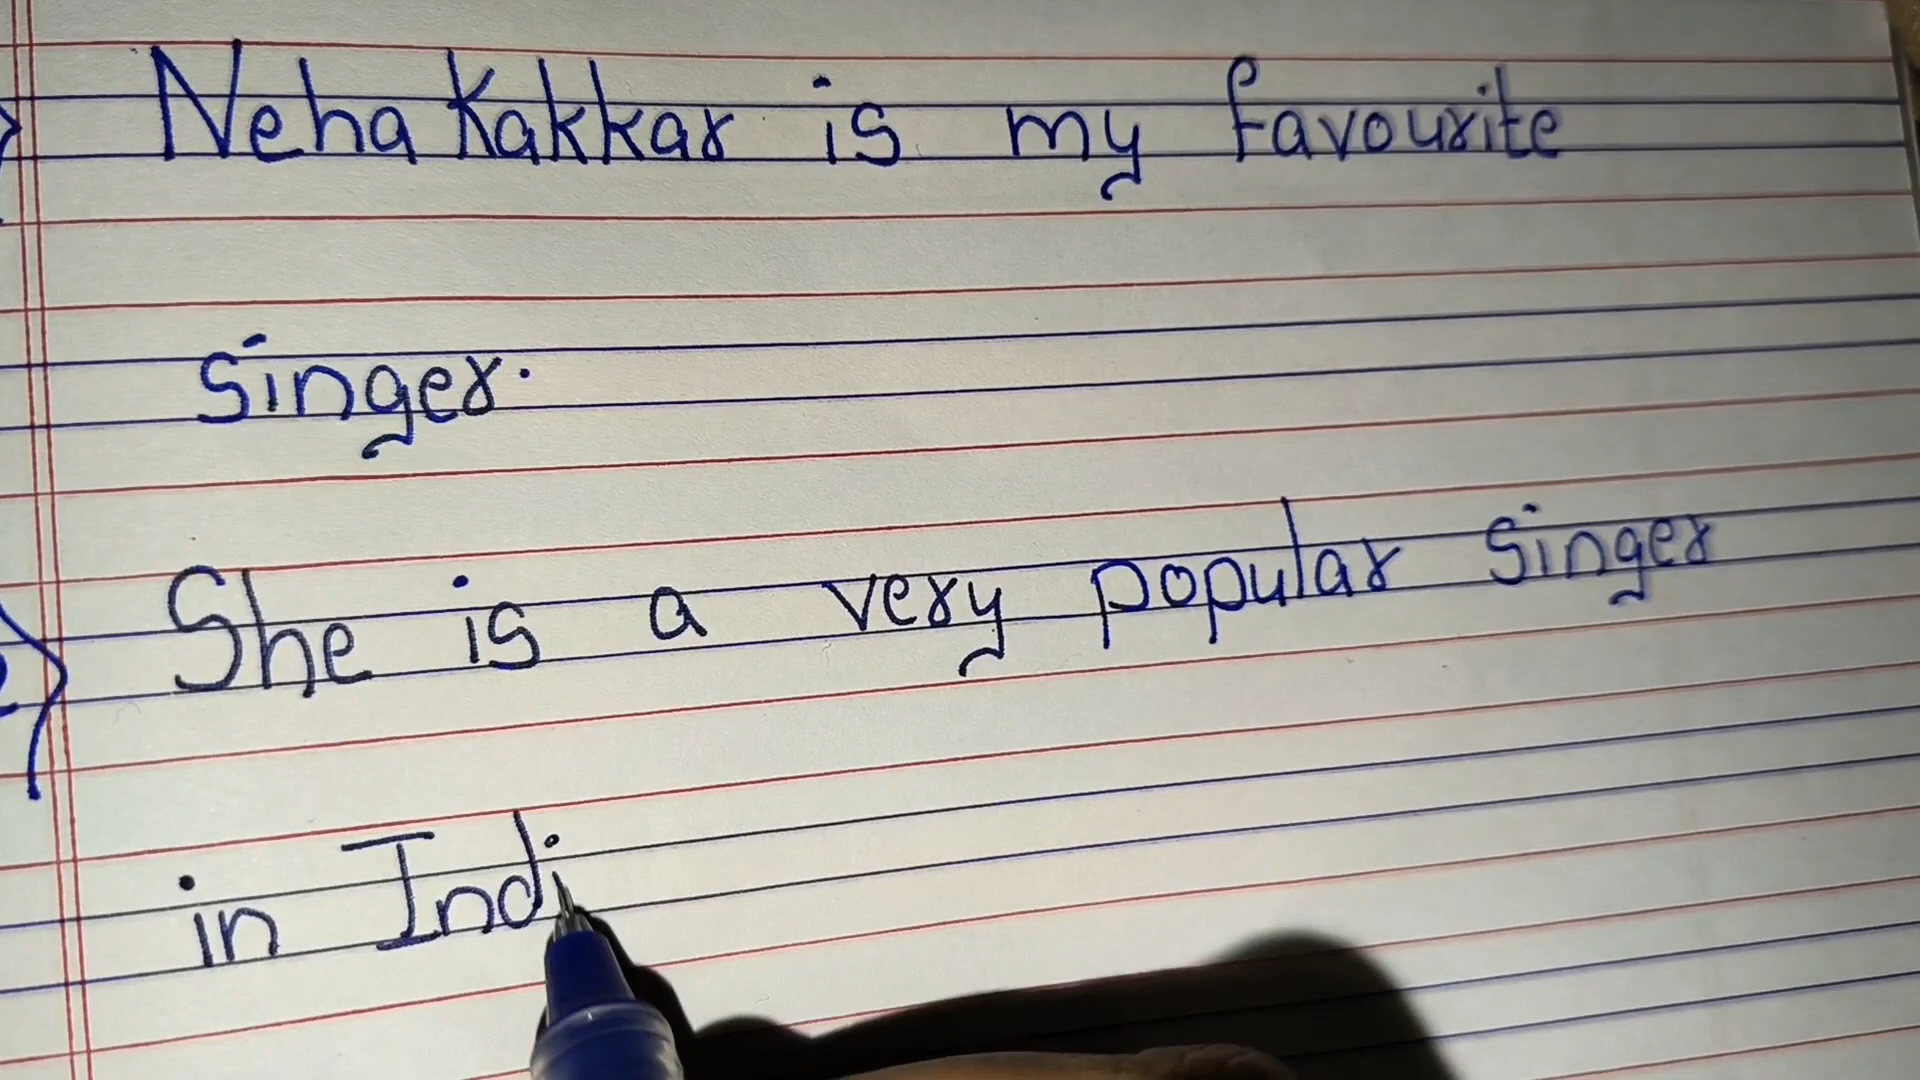 Neha Kakkar is my favourite
singer.
She is a very popular singer
in Indi